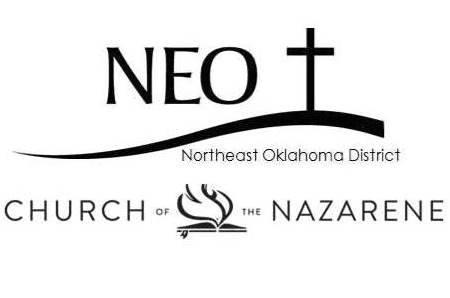 NEO
Northeast Oklahoma District
CHURCH OF THE NAZARENE